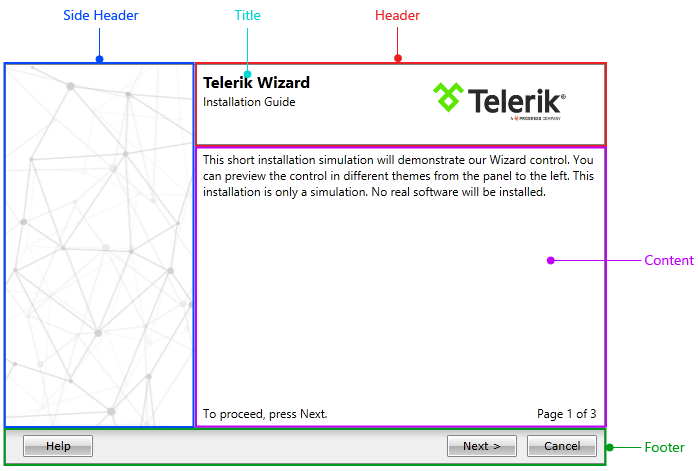 Side Header
Title
Header
Telerik Wizard
Installation Guide
Telerik®
A PROGRESS COMPANY
This short installation simulation will demonstrate our Wizard control. You
can preview the control in different themes from the panel to the left. This
installation is only a simulation. No real software will be installed.
Content
To proceed, press Next.
Page 1 of 3
Help
Next >
Cancel
Footer